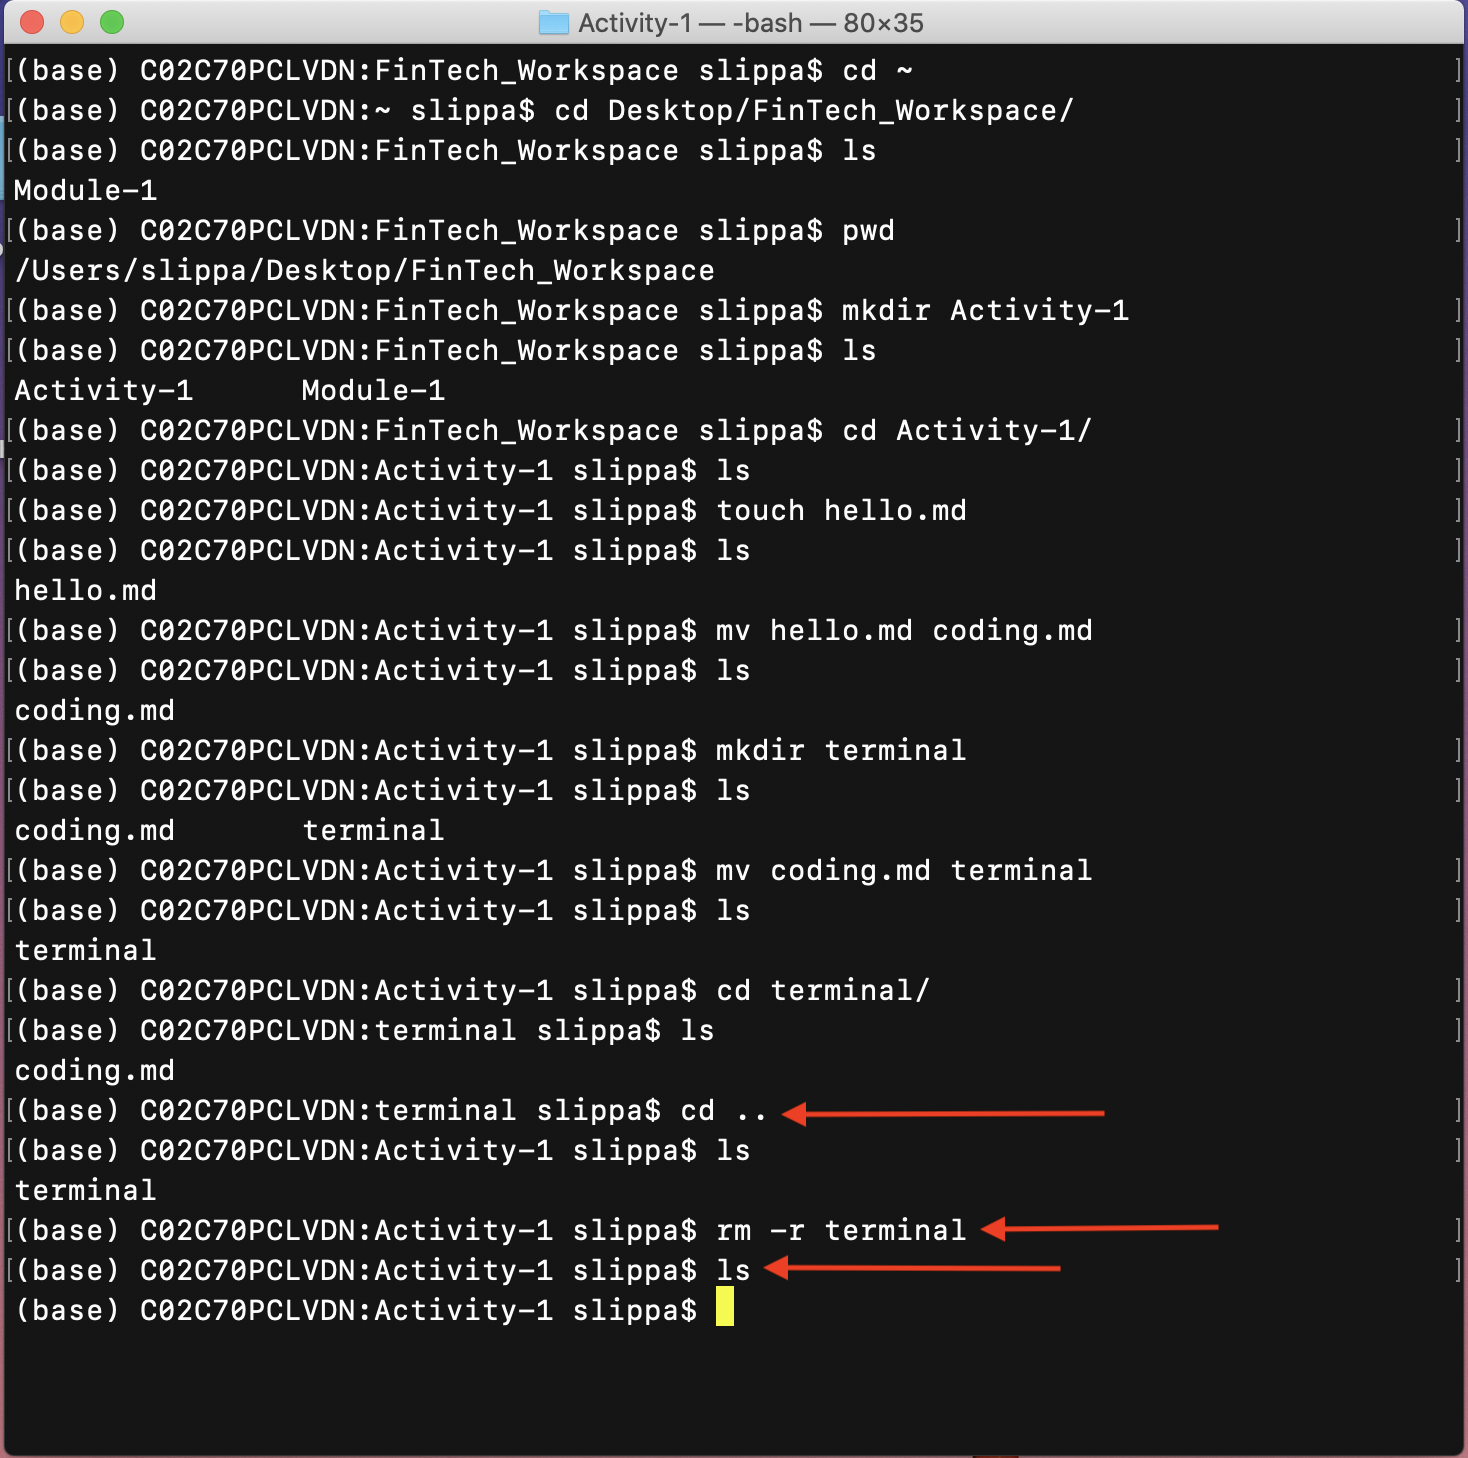 Activity-1 — -bash — 80×35
[(base) C02C70PCLVDN:FinTech_Workspace slippa$ cd ~ ]
[(base) C02C70PCLVDN:~ slippa$ cd Desktop/FinTech_Workspace/ ]
[(base) C02C70PCLVDN:FinTech_Workspace slippa$ ls ]
Module-1
[(base) C02C70PCLVDN:FinTech_Workspace slippa$ pwd ]
/Users/slippa/Desktop/FinTech_Workspace
[(base) C02C70PCLVDN:FinTech_Workspace slippa$ mkdir Activity-1 ]
[(base) C02C70PCLVDN:FinTech_Workspace slippa$ ls ]
Activity-1      Module-1
[(base) C02C70PCLVDN:FinTech_Workspace slippa$ cd Activity-1/ ]
[(base) C02C70PCLVDN:Activity-1 slippa$ ls ]
[(base) C02C70PCLVDN:Activity-1 slippa$ touch hello.md ]
[(base) C02C70PCLVDN:Activity-1 slippa$ ls ]
hello.md
[(base) C02C70PCLVDN:Activity-1 slippa$ mv hello.md coding.md ]
[(base) C02C70PCLVDN:Activity-1 slippa$ ls ]
coding.md
[(base) C02C70PCLVDN:Activity-1 slippa$ mkdir terminal ]
[(base) C02C70PCLVDN:Activity-1 slippa$ ls ]
coding.md       terminal
[(base) C02C70PCLVDN:Activity-1 slippa$ mv coding.md terminal ]
[(base) C02C70PCLVDN:Activity-1 slippa$ ls ]
terminal
[(base) C02C70PCLVDN:Activity-1 slippa$ cd terminal/ ]
[(base) C02C70PCLVDN:terminal slippa$ ls ]
coding.md
[(base) C02C70PCLVDN:terminal slippa$ cd .. ]
[(base) C02C70PCLVDN:Activity-1 slippa$ ls ]
terminal
[(base) C02C70PCLVDN:Activity-1 slippa$ rm -r terminal ]
[(base) C02C70PCLVDN:Activity-1 slippa$ ls ]
(base) C02C70PCLVDN:Activity-1 slippa$